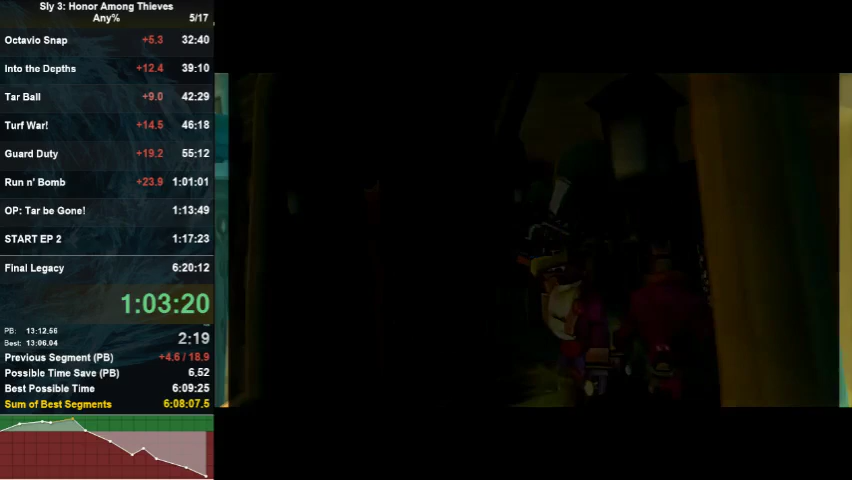 Sly 3: Honor Among Thieves
Any% 5/17
Octavio Snap +5.3 32:40
Into the Depths +12.4 39:10
Tar Ball +9.0 42:29
Turf War! +14.5 46:18
Guard Duty +19.2 55:12
Run n' Bomb +23.9 1:01:01
OP: Tar be Gone! 1:13:49
START EP 2 1:17:23
Final Legacy 6:20:12
1:03:20
PB: 13:12.56
Best: 13:06.04
2:19
Previous Segment (PB) +4.6 / 18.9
Possible Time Save (PB) 6.52
Best Possible Time 6:09:25
Sum of Best Segments 6:08:07.5